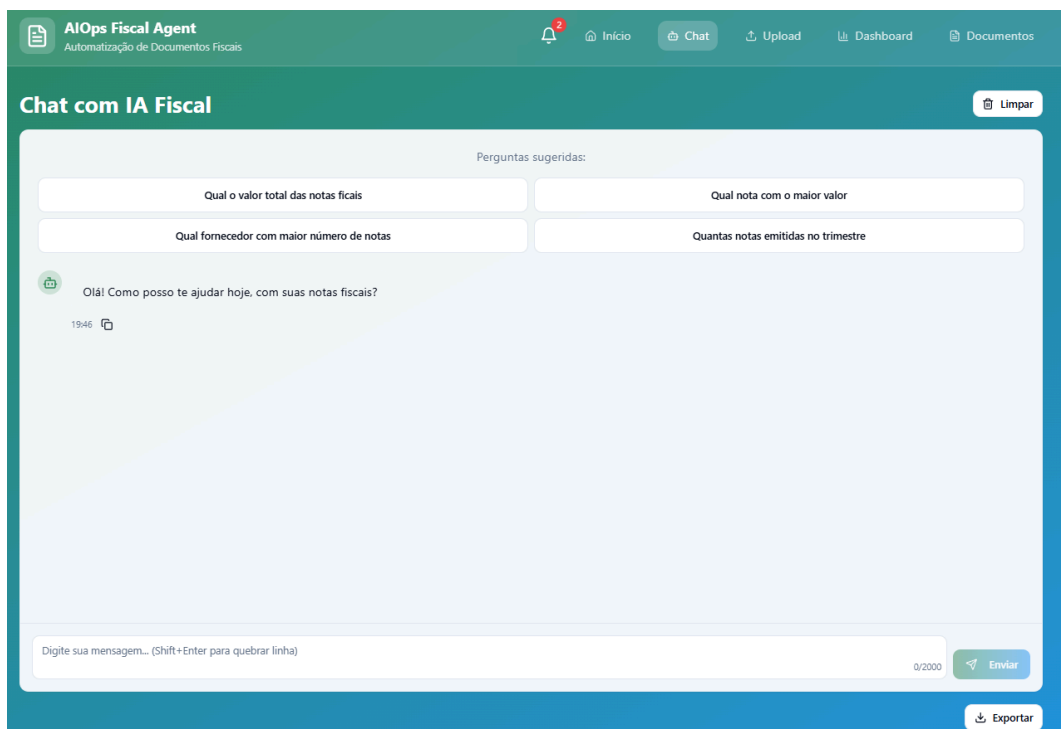 AIOps Fiscal Agent
Automatização de Documentos Fiscais
2
Início
Chat
Upload
Dashboard
Documentos
Chat com IA Fiscal
Limpar
Perguntas sugeridas:
Qual o valor total das notas ficais
Qual nota com o maior valor
Qual fornecedor com maior número de notas
Quantas notas emitidas no trimestre
Olá! Como posso te ajudar hoje, com suas notas fiscais?
19:46
Digite sua mensagem... (Shift+Enter para quebrar linha)
0/2000
Enviar
Exportar